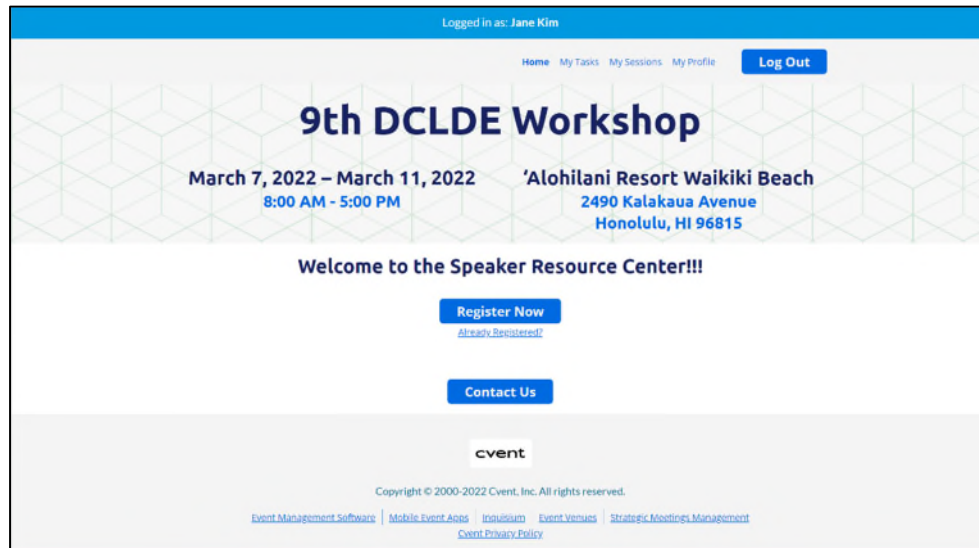 Logged in as: Jane Kim
Home My Tasks My Sessions My Profile Log Out
9th DCLDE Workshop
March 7, 2022 – March 11, 2022
8:00 AM - 5:00 PM
‘Alohilani Resort Waikiki Beach
2490 Kalakaua Avenue
Honolulu, HI 96815
Welcome to the Speaker Resource Center!!!
Register Now
Already Registered?
Contact Us
cvent
Copyright © 2000-2022 Cvent, Inc. All rights reserved.
Event Management Software | Mobile Event Apps | Inquisium | Event Venues | Strategic Meetings Management
Cvent Privacy Policy